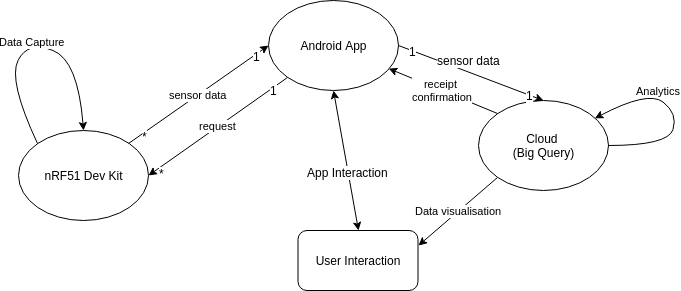 Data Capture
Android App
1
1
sensor data
sensor data
1
receipt
confirmation
1
Analytics
request
*
*
nRF51 Dev Kit
Cloud
(Big Query)
App Interaction
Data visualisation
User Interaction